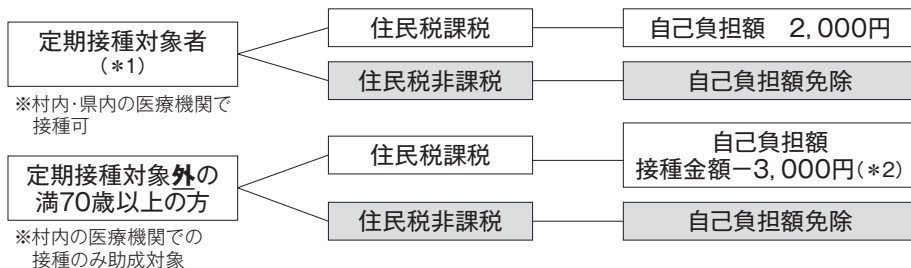 定期接種対象者
(*1)
※村内・県内の医療機関で
接種可
住民税課税
自己負担額 2,000円
住民税非課税
自己負担額免除
定期接種対象外の
満70歳以上の方
※村内の医療機関での
接種のみ助成対象
住民税課税
自己負担額
接種金額－3,000円(*2)
住民税非課税
自己負担額免除